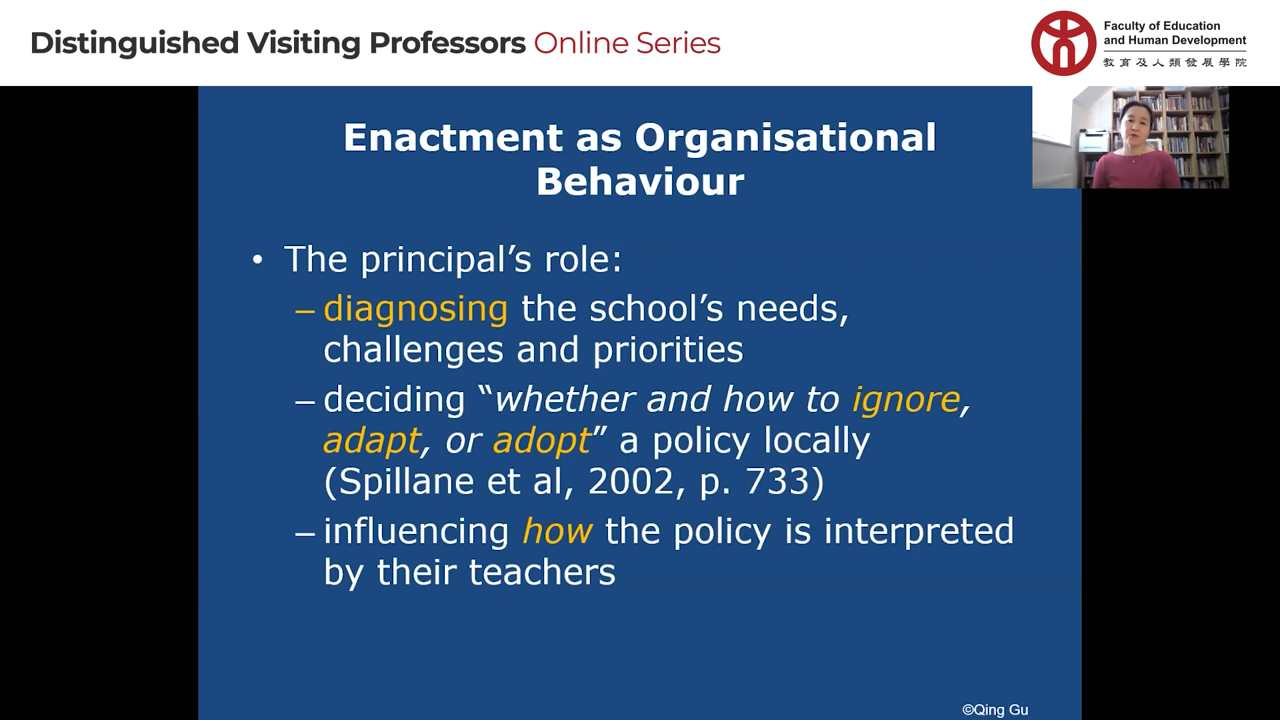 Distinguished Visiting Professors Online Series
Faculty of Education
and Human Development
教育及人類發展學院
Enactment as Organisational
Behaviour
• The principal’s role:
– diagnosing the school’s needs,
challenges and priorities
– deciding “whether and how to ignore,
adapt, or adopt” a policy locally
(Spillane et al, 2002, p. 733)
– influencing how the policy is interpreted
by their teachers
©Qing Gu